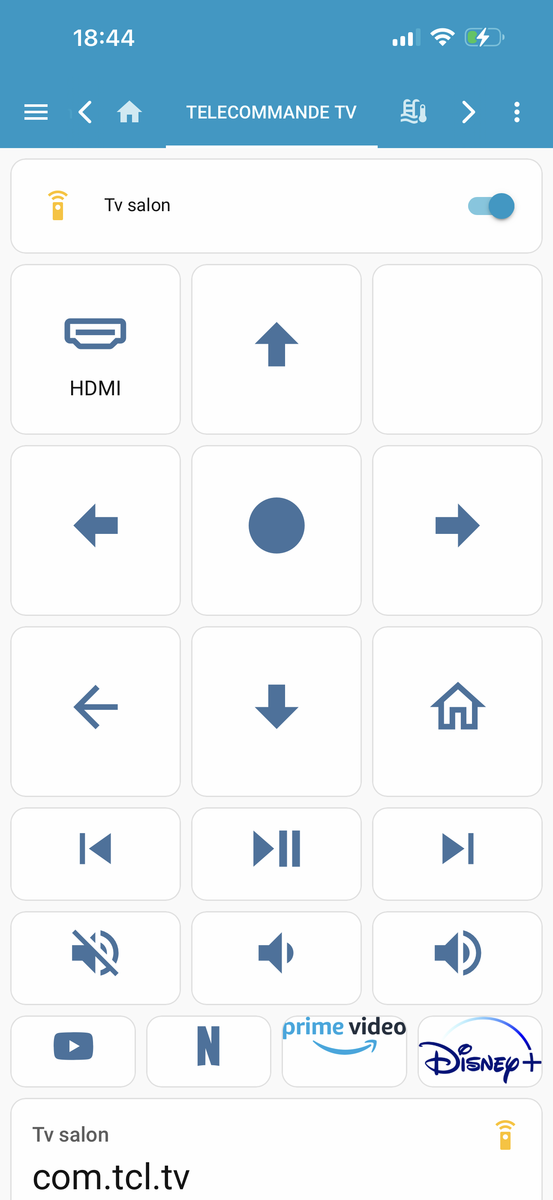 18:44
TELECOMMANDE TV
Tv salon
HDMI
prime video
Disney+
Tv salon
com.tcl.tv